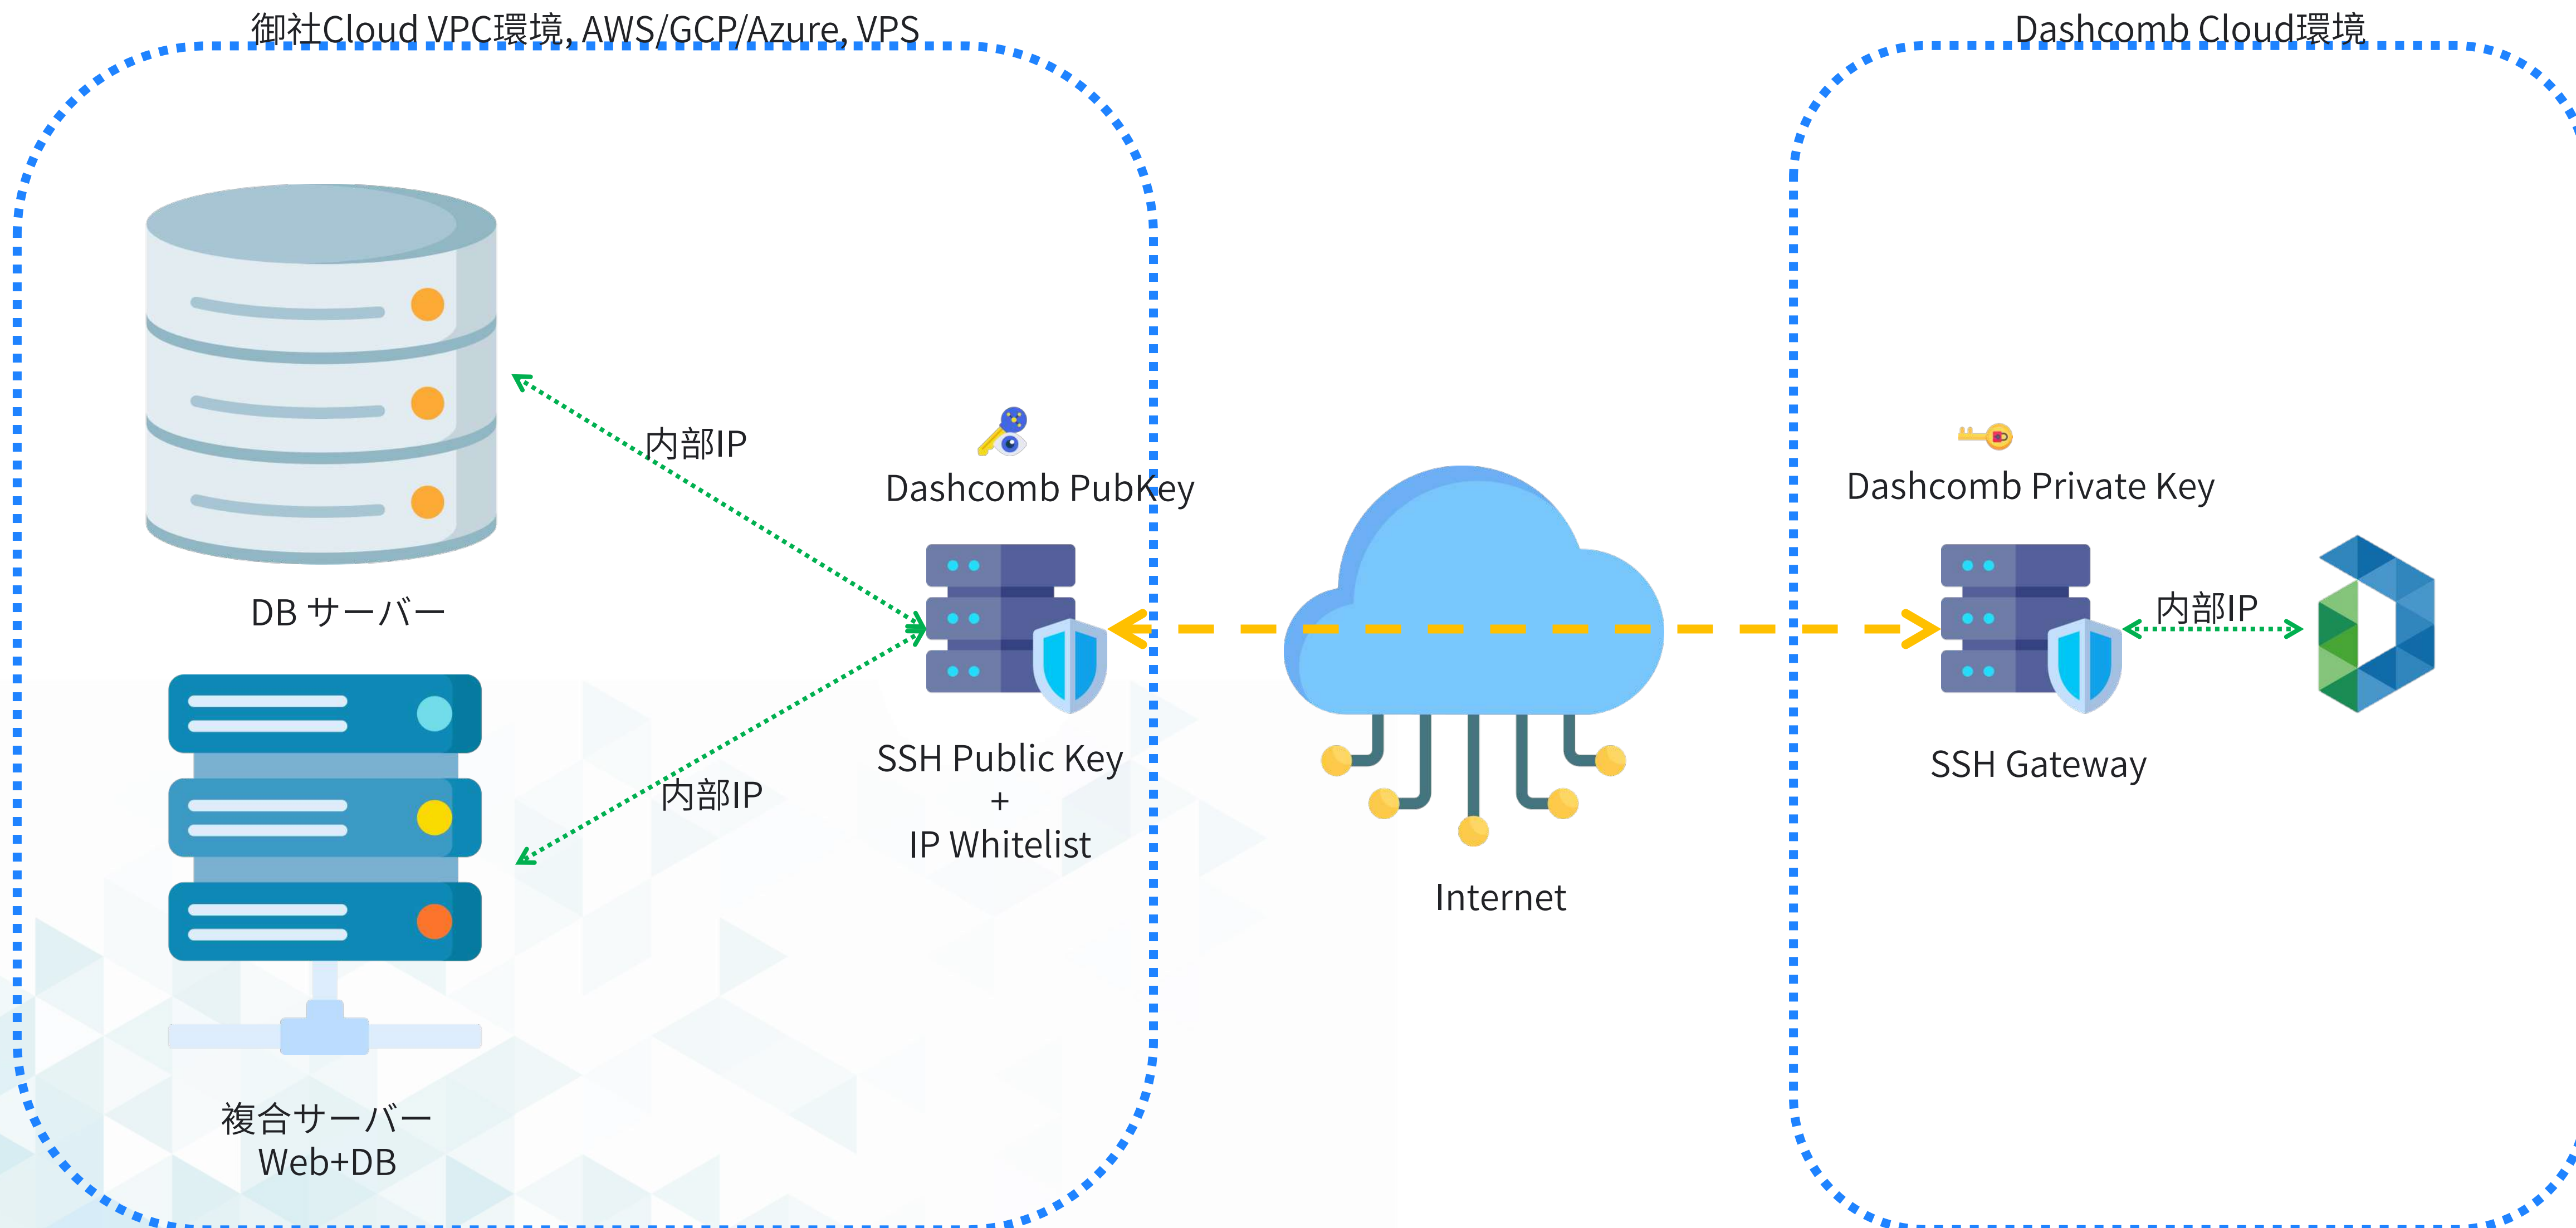 御社Cloud VPC環境, AWS/GCP/Azure, VPS
Dashcomb Cloud環境
内部IP
Dashcomb PubKey
Dashcomb Private Key
DB サーバー
内部IP
SSH Public Key
+
IP Whitelist
SSH Gateway
内部IP
Internet
複合サーバー
Web+DB